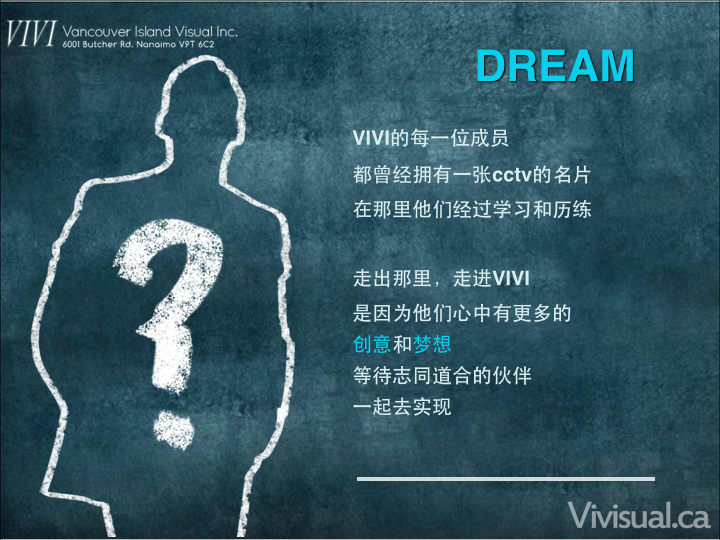 VIVI Vancouver Island Visual Inc.
6001 Butcher Rd. Nanaimo V9T 6C2
DREAM
VIVI的每一位成员
都曾经拥有一张cctv的名片
在那里他们经过学习和历练
走出那里，走进VIVI
是因为他们心中有更多的
创意和梦想
等待志同道合的伙伴
一起去实现
?
Vivisual.ca